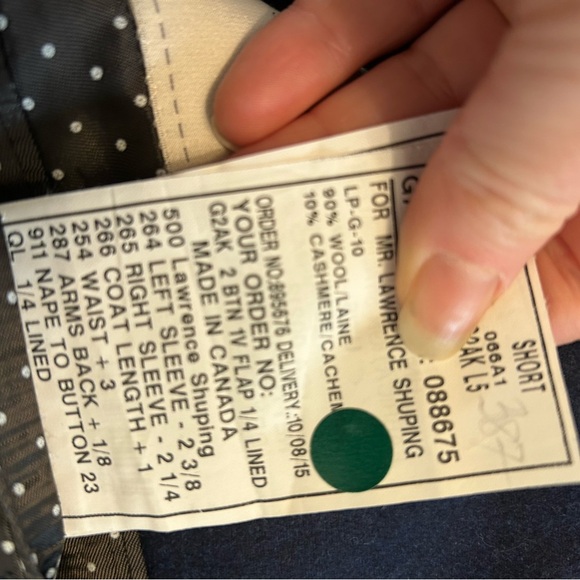 SHORT
066A1
OAK L5 387
: 088675
G
FOR MR. LAWRENCE SHUPING
LP-G-10
90% WOOL/LAINE
10% CASHMERE/CACHEM
ORDER NO:895676 DELIVERY:10/08/15
YOUR ORDER NO:
G2AK 2 BTN 1V FLAP 1/4 LINED
MADE IN CANADA
500 Lawrence Shuping
264 LEFT SLEEVE - 2 3/8
265 RIGHT SLEEVE - 2 1/4
266 COAT LENGTH + 1
254 WAIST + 3
287 ARMS BACK + 1/8
911 NAPE TO BUTTON 23
QL 1/4 LINED